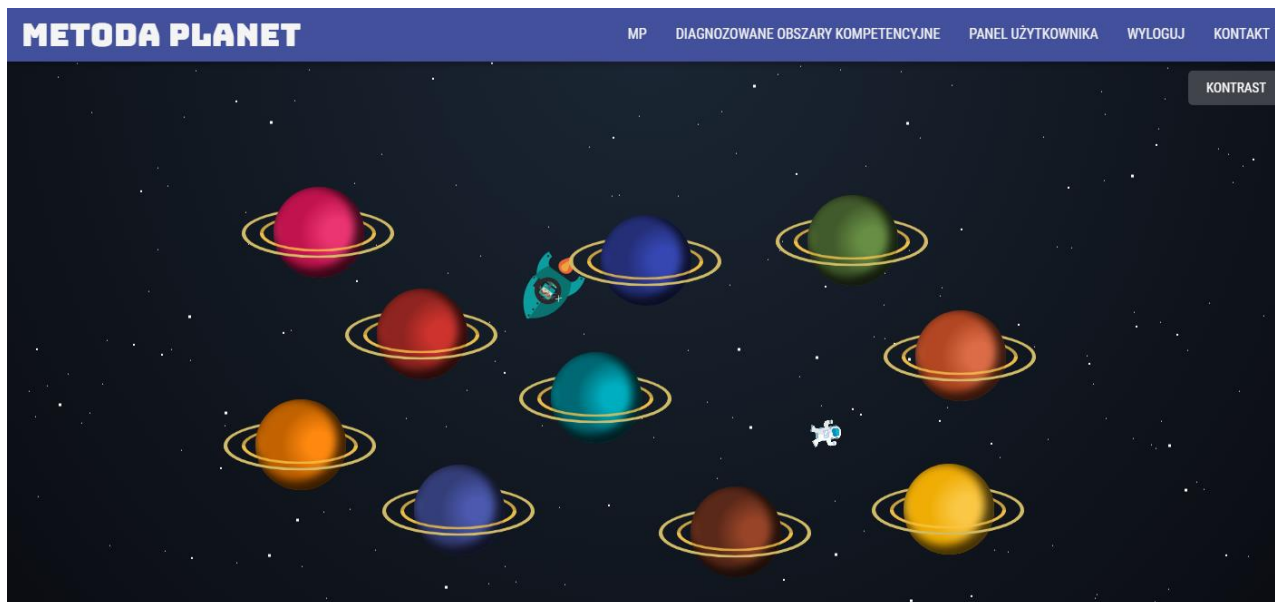 METODA PLANET
MP DIAGNOZOWANE OBSZARY KOMPETENCYJNE PANEL UŻYTKOWNIKA WYLOGUJ KONTAKT
KONTRAST